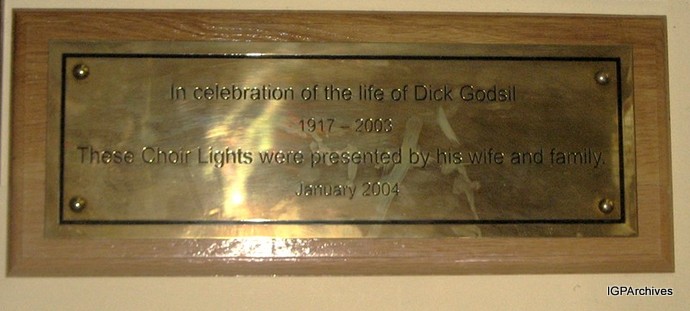 In celebration of the life of Dick Godsil
1917 – 2003
These Choir Lights were presented by his wife and family.
January 2004
IGPArchives